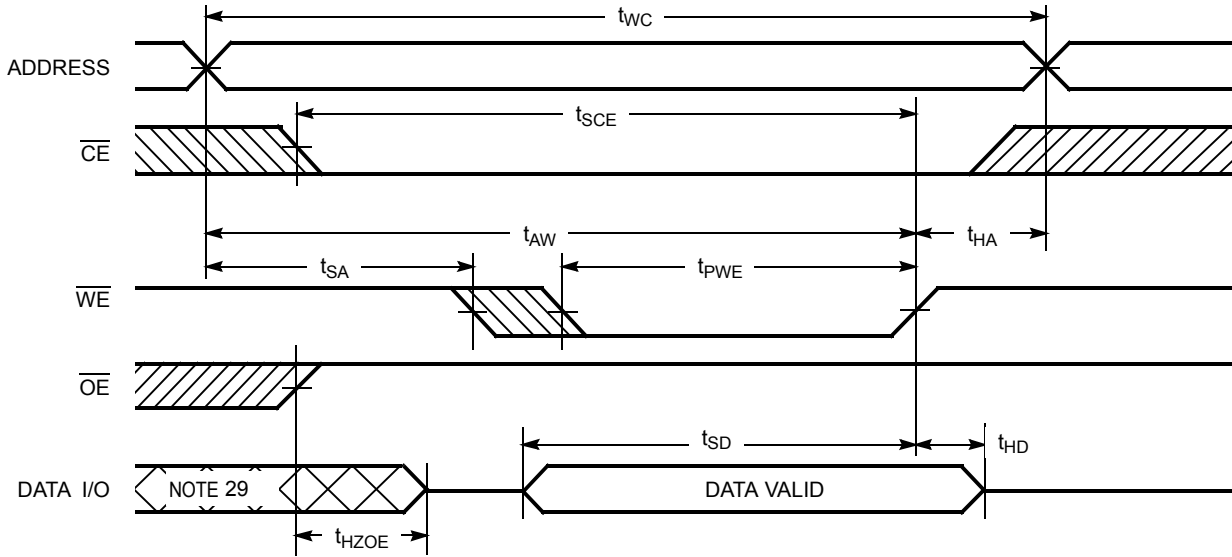 tWC
ADDRESS
tSCE
CE
tAW
tHA
tSA
tPWE
WE
OE
tSD
tHD
DATA I/O
NOTE 29
DATA VALID
tHZOE